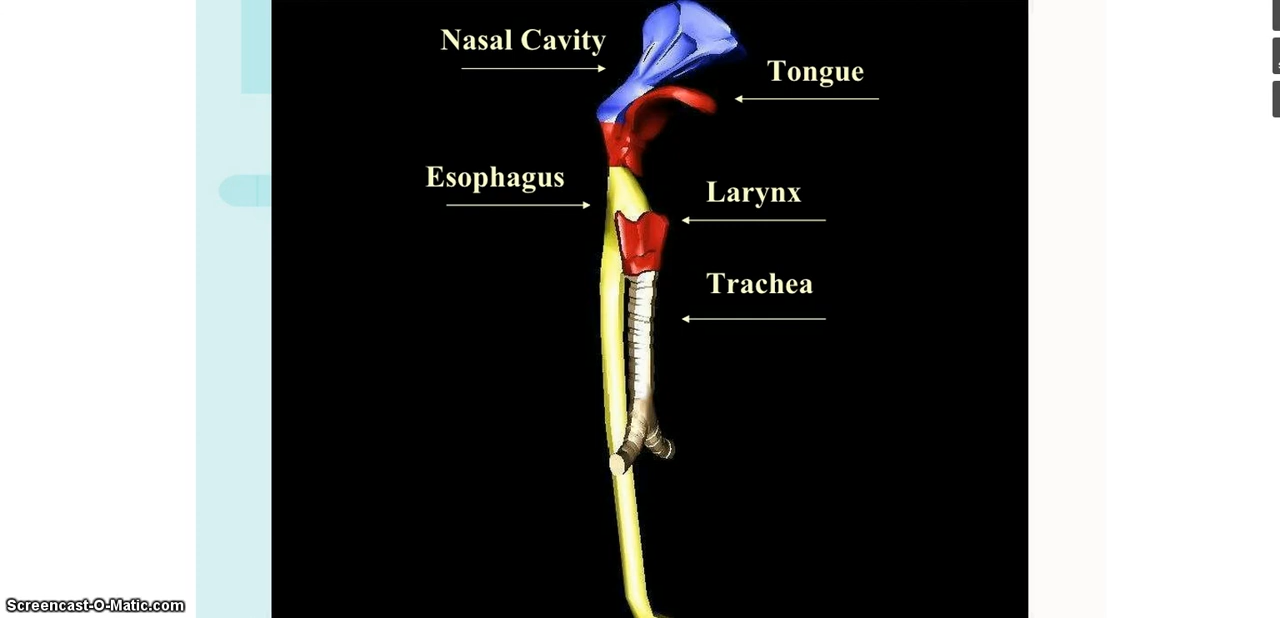 Nasal Cavity
Tongue
Esophagus
Larynx
Trachea
Screencast-O-Matic.com